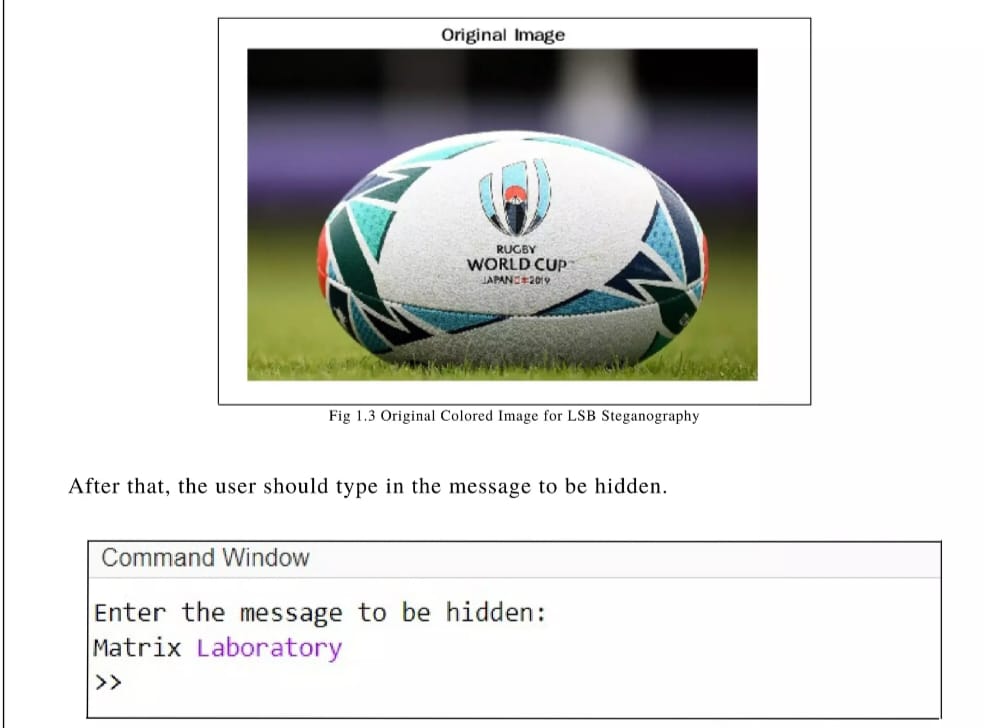 Original Image
RUGBY
WORLD CUP™
JAPAN 2019
Fig 1.3 Original Colored Image for LSB Steganography
After that, the user should type in the message to be hidden.
Command Window
Enter the message to be hidden:
Matrix Laboratory
>>